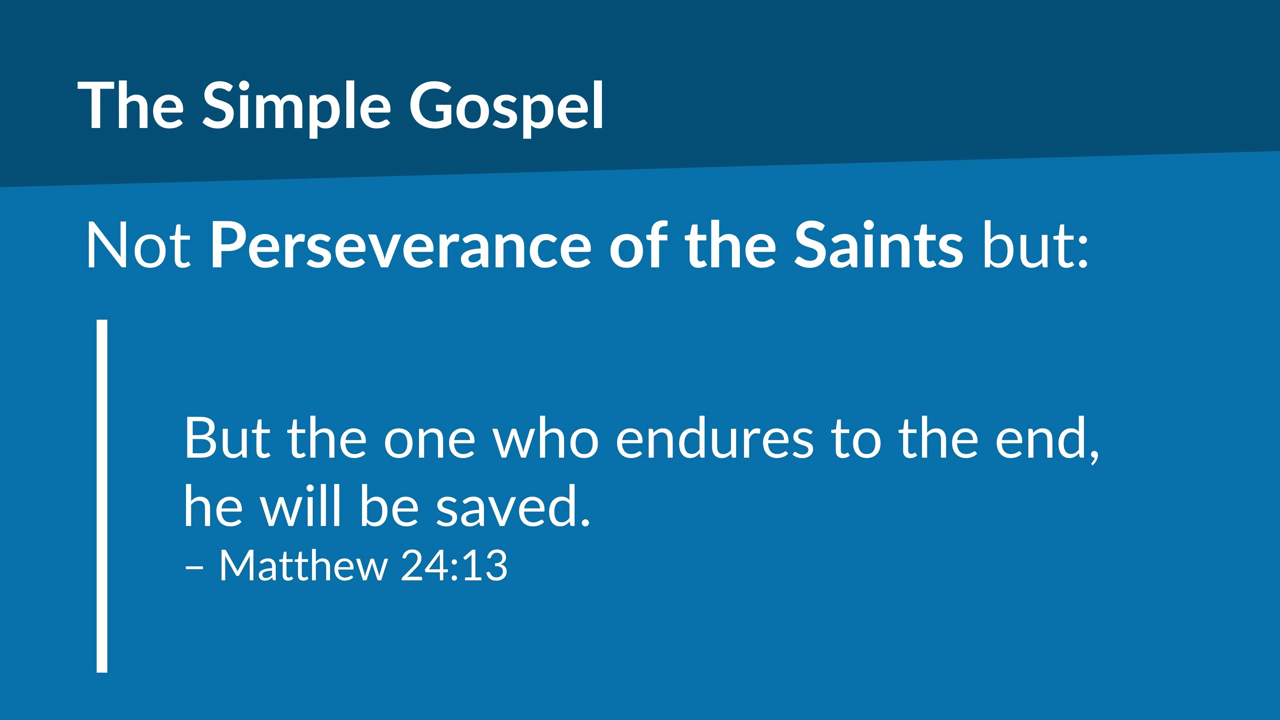 The Simple Gospel
Not Perseverance of the Saints but:
But the one who endures to the end,
he will be saved.
– Matthew 24:13